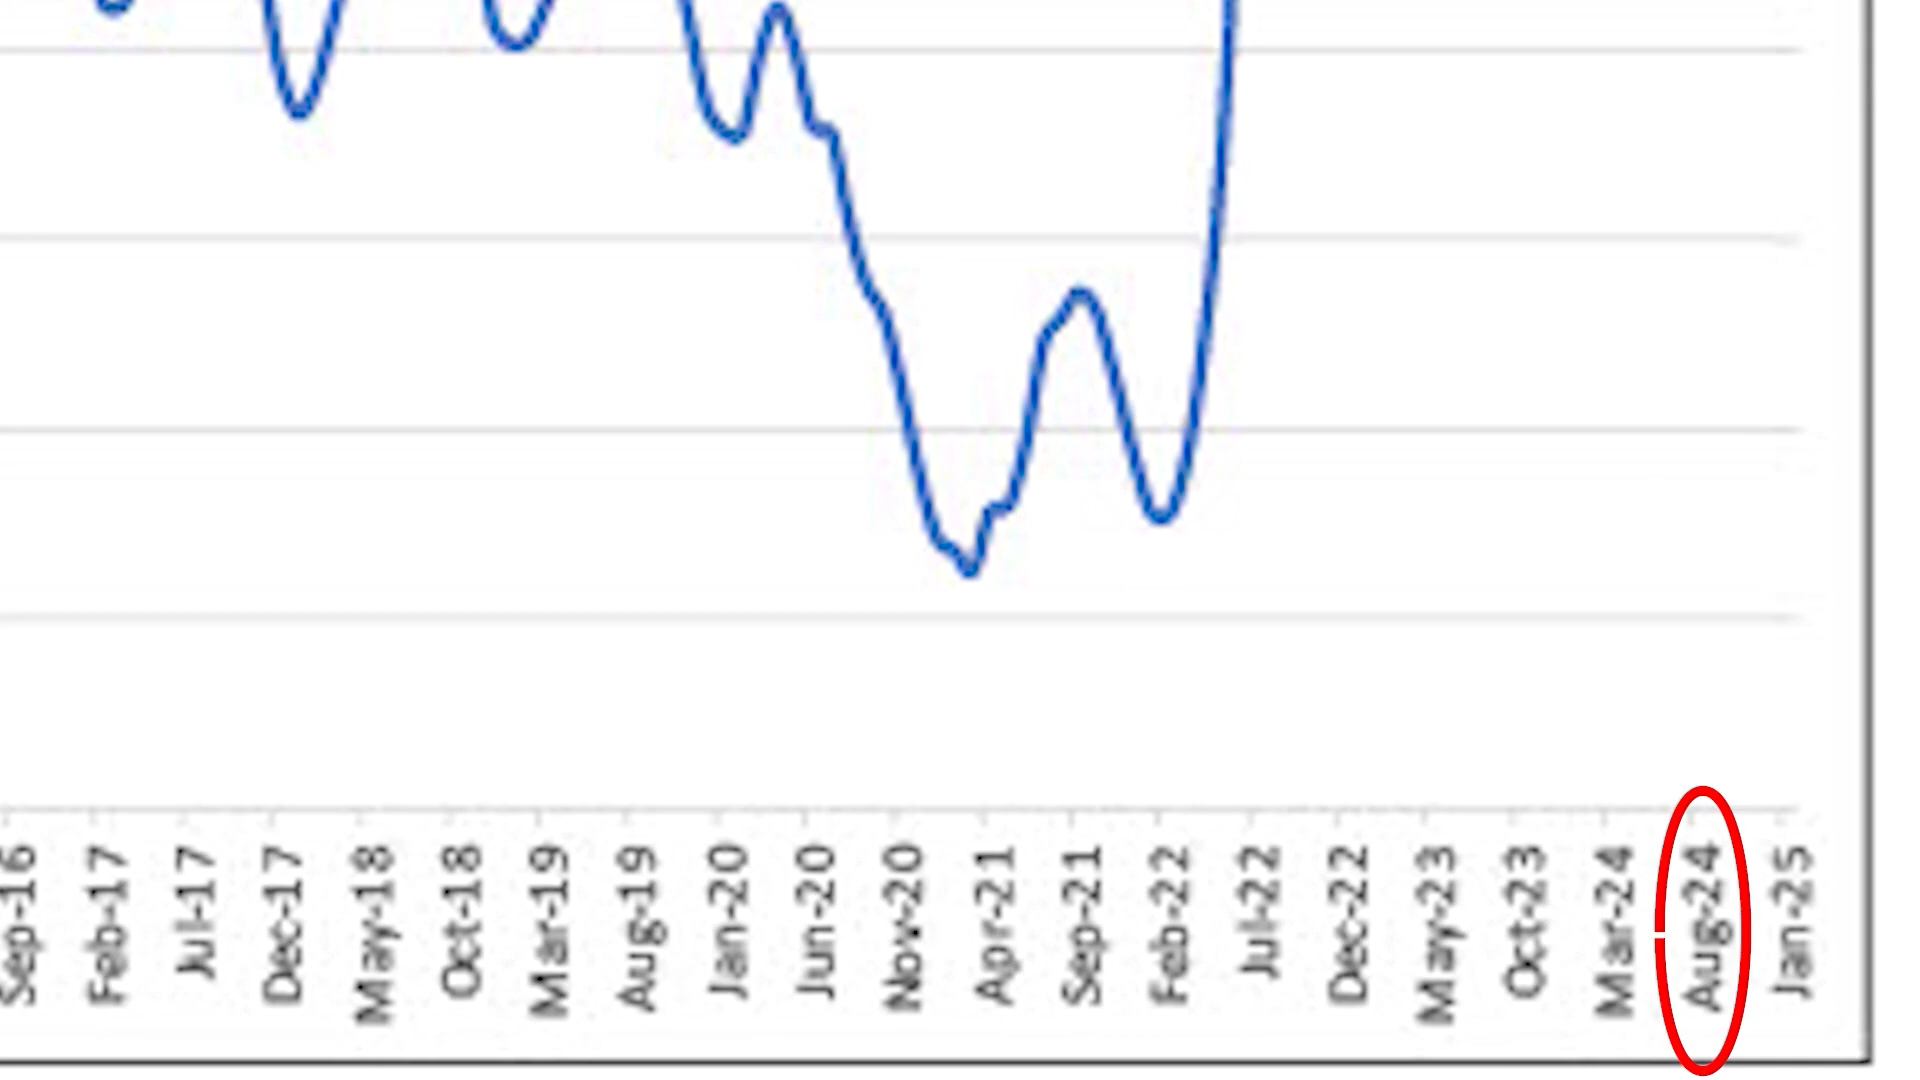 Sep-16
Feb-17
Jul-17
Dec-17
May-18
Oct-18
Mar-19
Aug-19
Jan-20
Jun-20
Nov-20
Apr-21
Sep-21
Feb-22
Jul-22
Dec-22
May-23
Oct-23
Mar-24
Aug-24
Jan-25